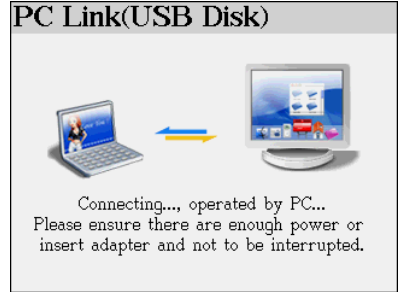 PC Link(USB Disk)
Connecting..., operated by PC...
Please ensure there are enough power or
insert adapter and not to be interrupted.